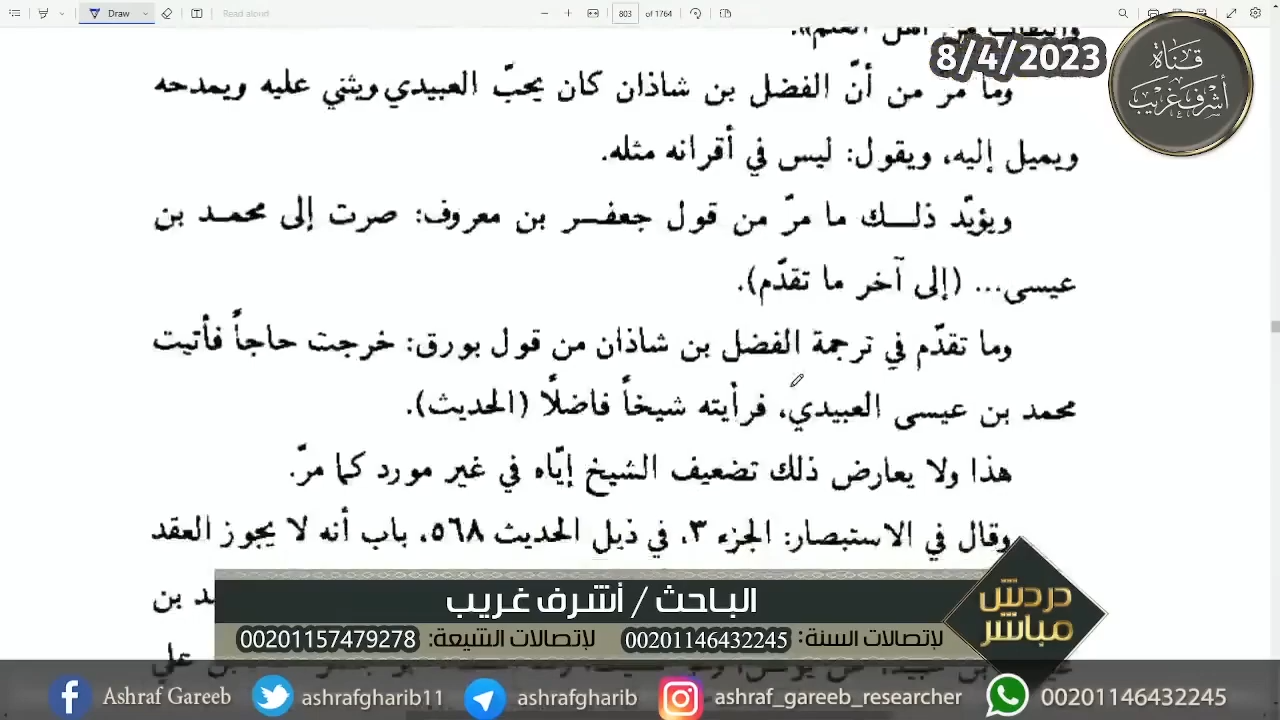 Draw
Read aloud
803 of 1764
8/4/2023
قناة
أشرف غريب
وما مرّ من أنّ الفضل بن شاذان كان يحبّ العبيدي ويثني عليه ويمدحه
ويميل إليه، ويقول: ليس في أقرانه مثله.
ويؤيّد ذلك ما مرّ من قول جعفر بن معروف: صرت إلى محمد بن
عيسى... (إلى آخر ما تقدّم).
وما تقدّم في ترجمة الفضل بن شاذان من قول بورق: خرجت حاجاً فأتيت
محمد بن عيسى العبيدي، فرأيته شيخاً فاضلًا (الحديث).
هذا ولا يعارض ذلك تضعيف الشيخ إيّاه في غير مورد كما مرّ.
وقال في الاستبصار: الجزء ٣، في ذيل الحديث ٥٦٨، باب أنه لا يجوز العقد
بن
علي
الباحث / أشرف غريب
لإتصالات السنة: 00201146432245 لإتصالات الشيعة: 00201157479278
دردش
مباشر
Ashraf Gareeb ashrafgharib11 ashrafgharib ashraf_gareeb_researcher 00201146432245